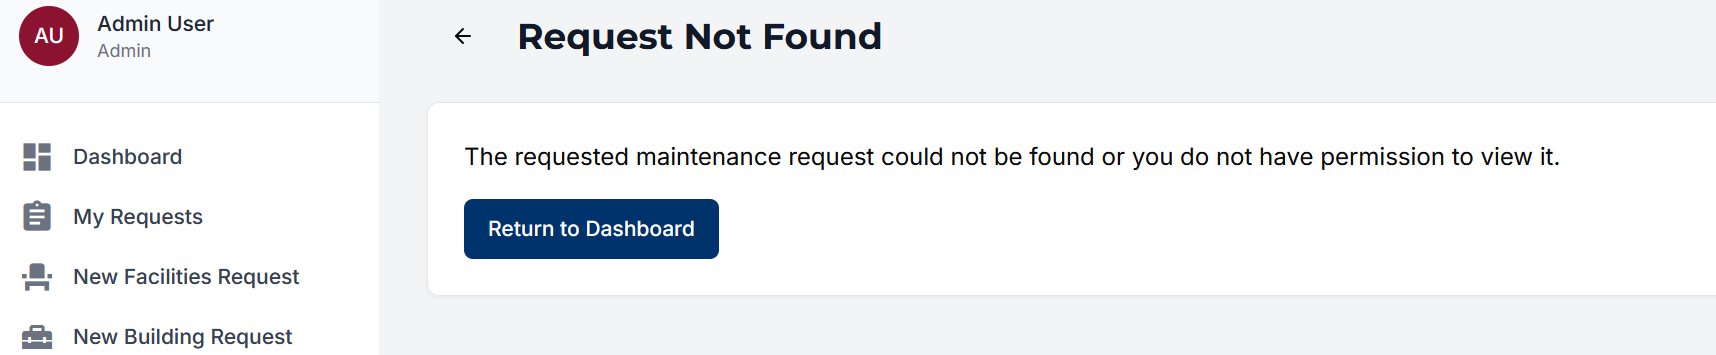 AU
Admin User
Admin
Dashboard
My Requests
New Facilities Request
New Building Request
Request Not Found
The requested maintenance request could not be found or you do not have permission to view it.
Return to Dashboard